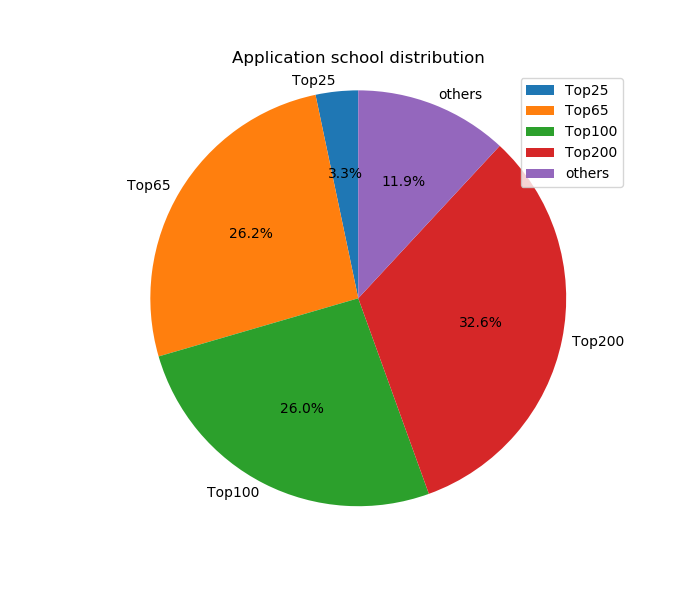 Application school distribution
Top25
others
Top25
Top65
Top100
Top200
others
3.3%
11.9%
Top65
26.2%
32.6%
Top200
26.0%
Top100